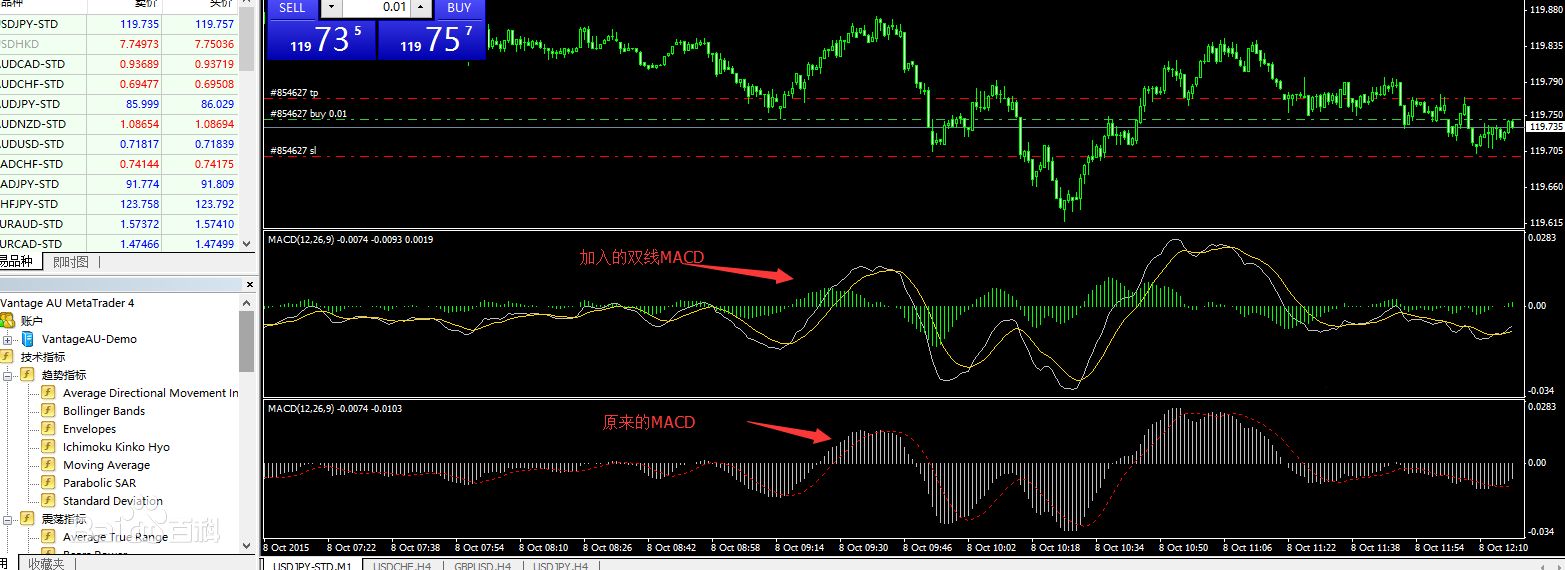 品种 卖价 买价
SDJPY-STD 119.735 119.757
SDHKD 7.74973 7.75036
UDCAD-STD 0.93689 0.93719
UDCHF-STD 0.69477 0.69508
UDJPY-STD 85.999 86.029
UDNZD-STD 1.08654 1.08694
UDUSD-STD 0.71817 0.71839
ADCHF-STD 0.74144 0.74175
ADJPY-STD 91.774 91.809
HFJPY-STD 123.758 123.792
URAUD-STD 1.57372 1.57410
URCAD-STD 1.47466 1.47499
易品种 即时图
Vantage AU MetaTrader 4
账户
VantageAU-Demo
技术指标
趋势指标
Average Directional Movement In
Bollinger Bands
Envelopes
Ichimoku Kinko Hyo
Moving Average
Parabolic SAR
Standard Deviation
震荡指标
Average True Range
Bears Power
Bai 百科
用 收藏夹
SELL 0.01 BUY
119 73 5 119 75 7
#854627 tp
#854627 buy 0.01
#854627 sl
119.880
119.835
119.790
119.750
119.735
119.705
119.660
119.615
MACD(12,26,9) -0.0074 -0.0093 0.0019
加入的双线MACD
0.0283
0.00
-0.034
MACD(12,26,9) -0.0074 -0.0103
原来的MACD
0.0283
0.00
-0.034
8 Oct 2015 8 Oct 07:22 8 Oct 07:38 8 Oct 07:54 8 Oct 08:10 8 Oct 08:26 8 Oct 08:42 8 Oct 08:58 8 Oct 09:14 8 Oct 09:30 8 Oct 09:46 8 Oct 10:02 8 Oct 10:18 8 Oct 10:34 8 Oct 10:50 8 Oct 11:06 8 Oct 11:22 8 Oct 11:38 8 Oct 11:54 8 Oct 12:10
USDJPY-STD,M1 USDCHF,H4 GBPUSD,H4 USDJPY,H4